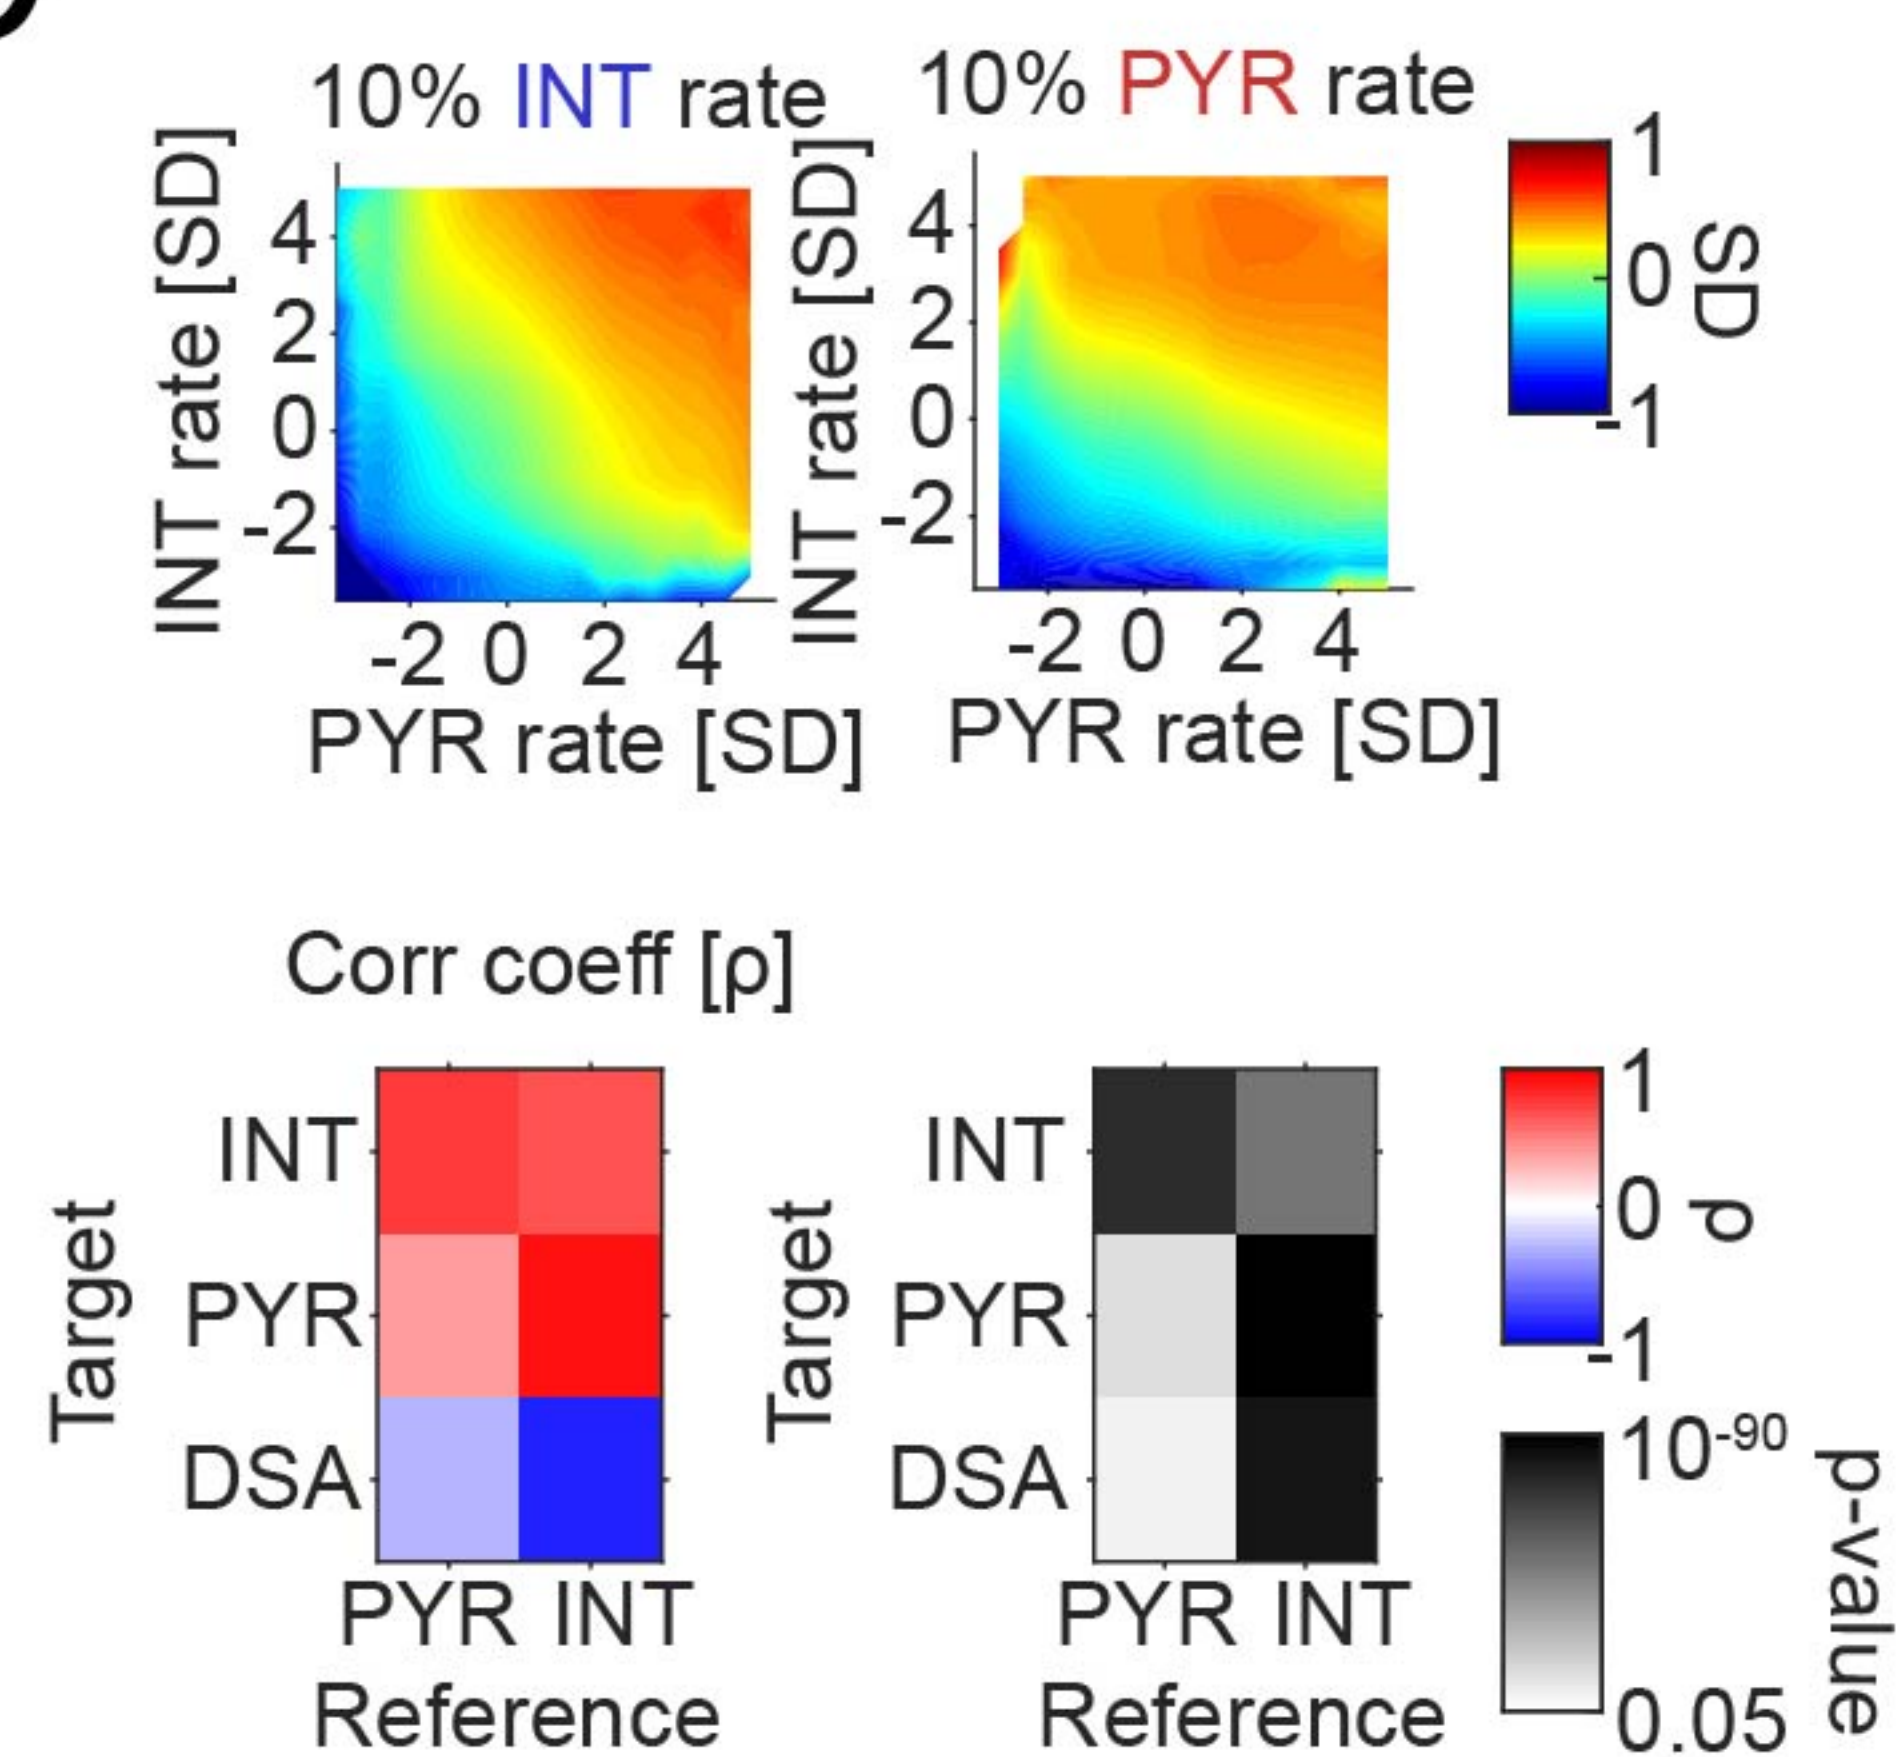 10% INT rate
INT rate [SD]
4
2
0
-2
-2 0 2 4
PYR rate [SD]
10% PYR rate
INT rate [SD]
4
2
0
-2
-2 0 2 4
PYR rate [SD]
1
0
-1
SD
Corr coeff [ρ]
Target
INT
PYR
DSA
PYR INT
Reference
Target
INT
PYR
DSA
PYR INT
Reference
1
0
-1
ρ
10-90
0.05
p-value